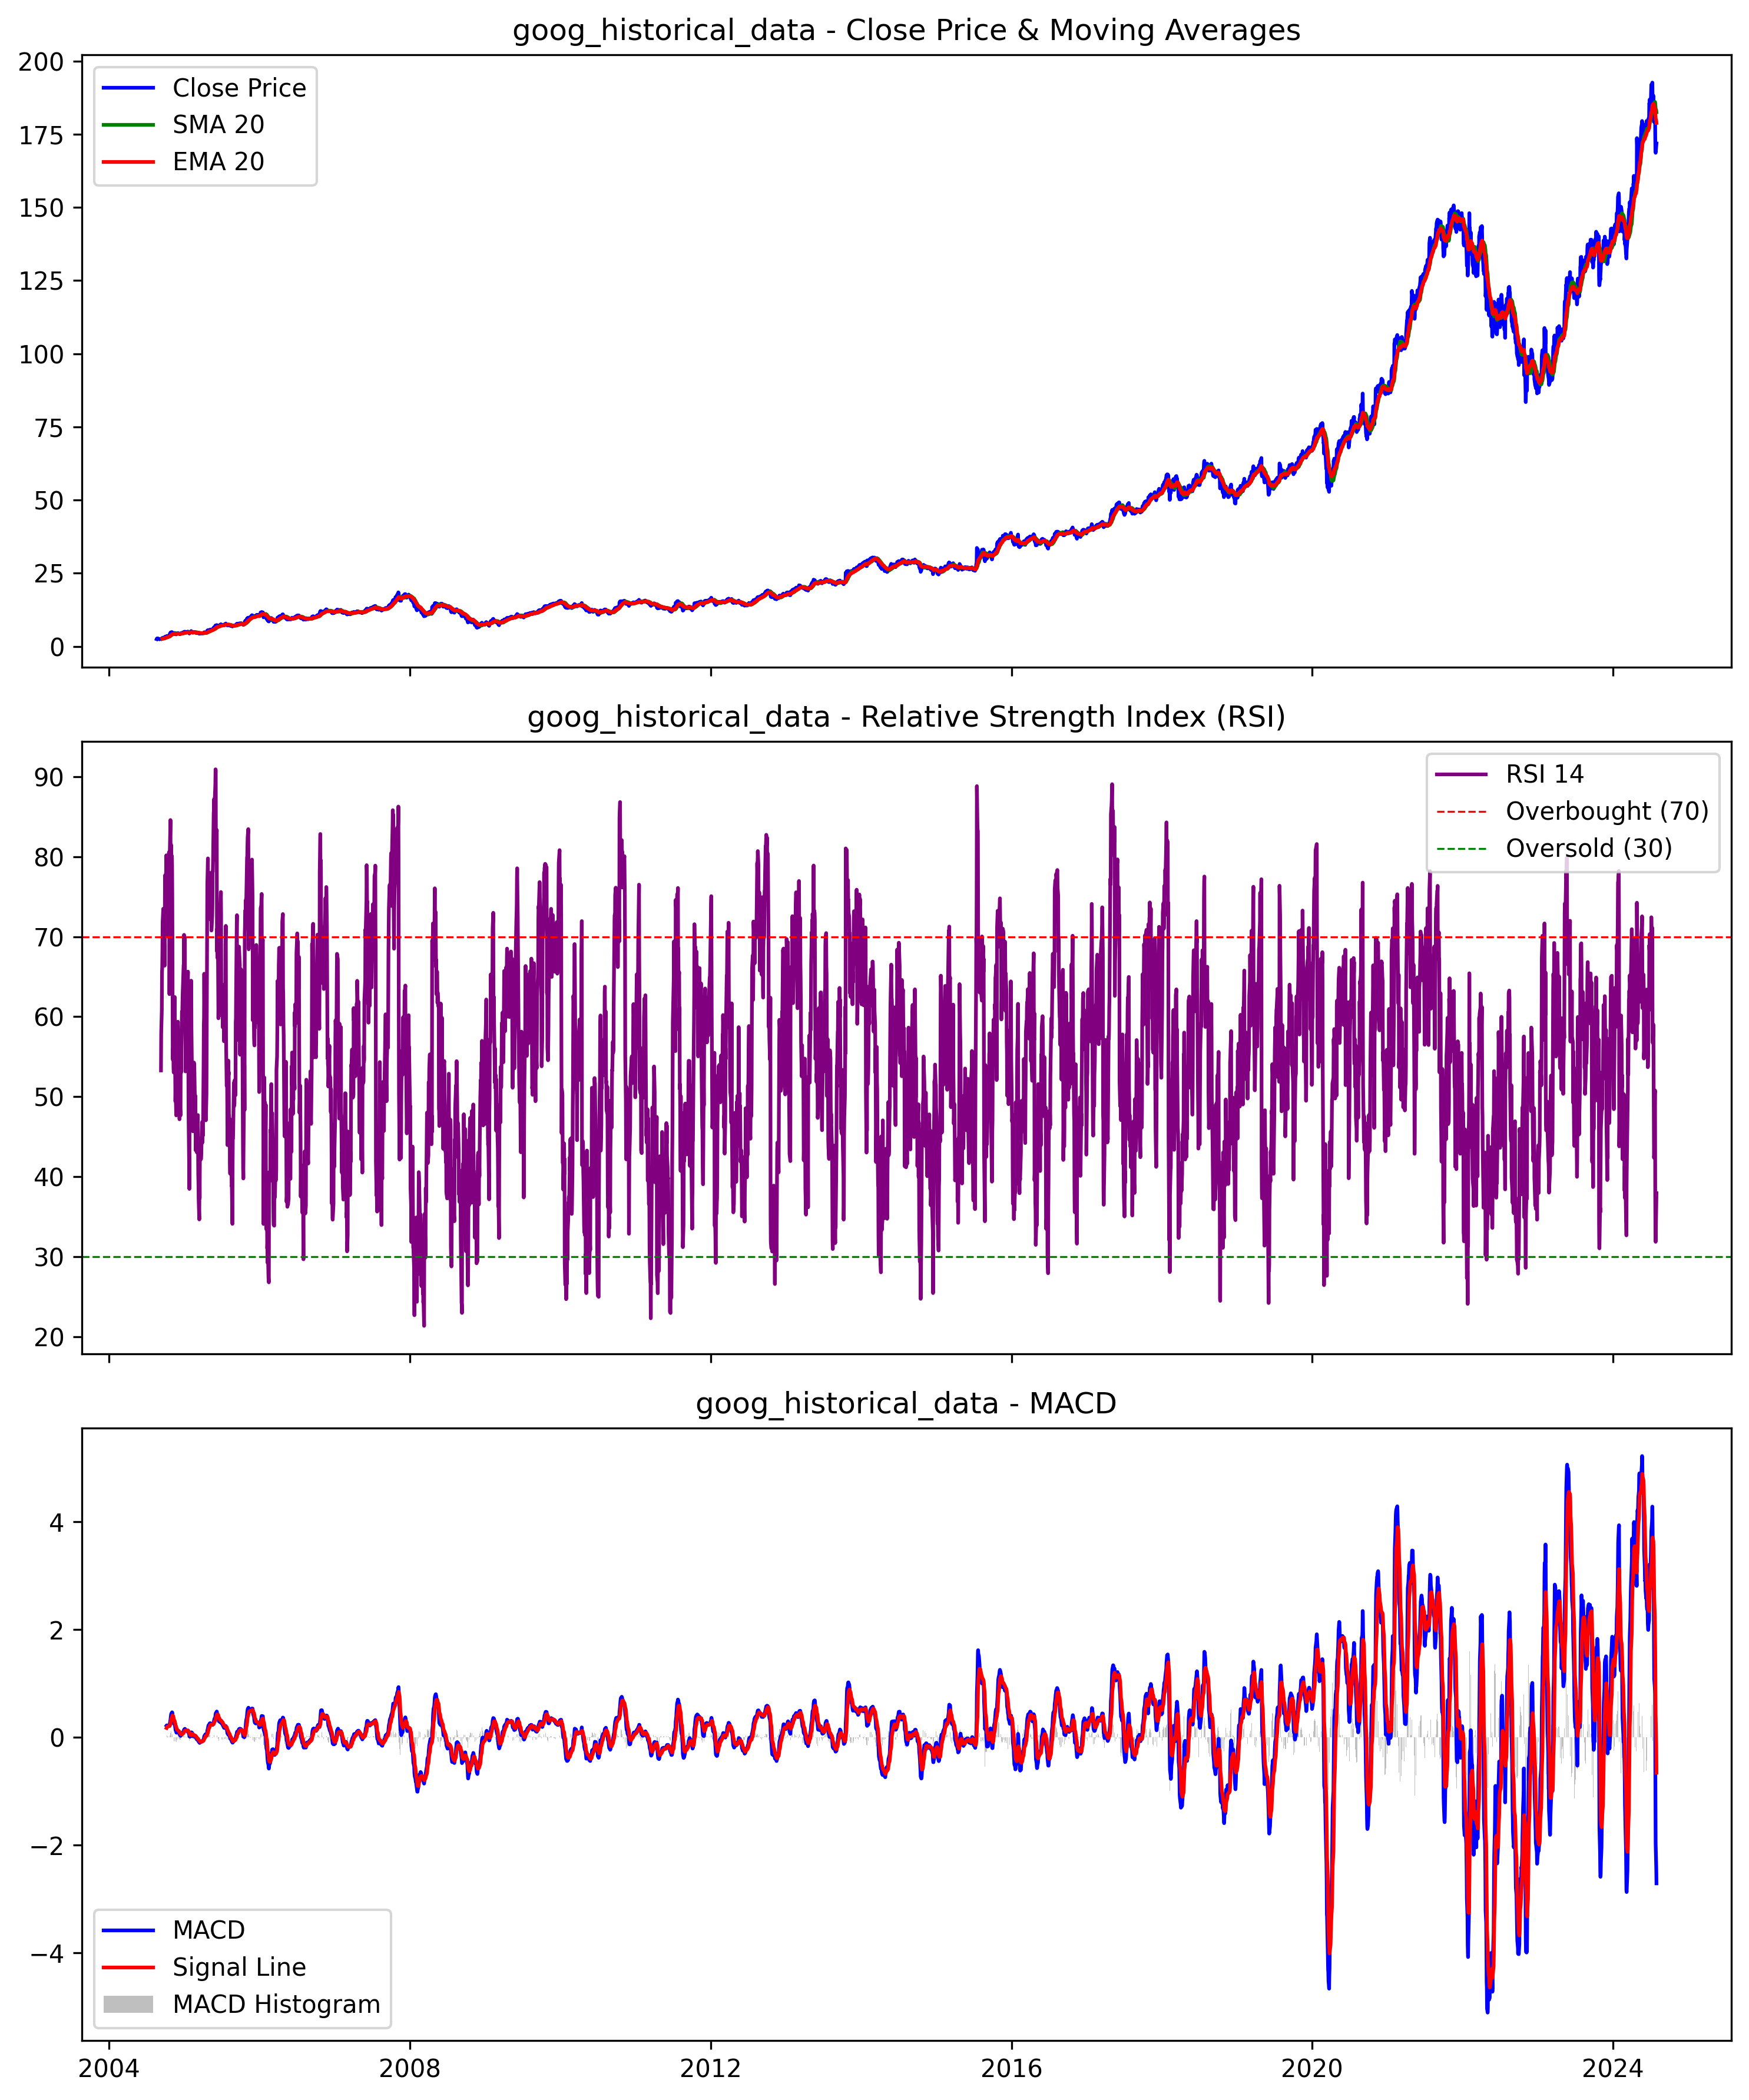 goog_historical_data - Close Price & Moving Averages
200
175
150
125
100
75
50
25
0
Close Price
SMA 20
EMA 20
goog_historical_data - Relative Strength Index (RSI)
90
80
70
60
50
40
30
20
RSI 14
Overbought (70)
Oversold (30)
goog_historical_data - MACD
4
2
0
−2
−4
MACD
Signal Line
MACD Histogram
2004
2008
2012
2016
2020
2024